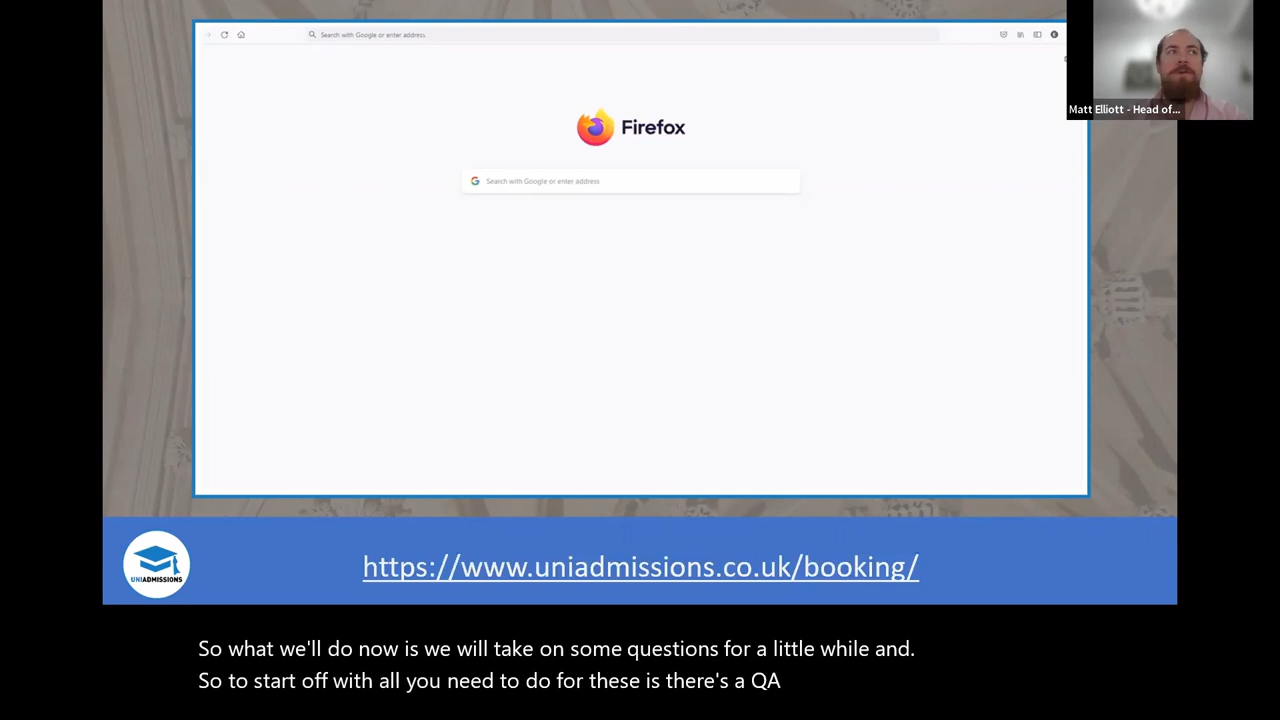 Search with Google or enter address
Firefox
Search with Google or enter address
Matt Elliott - Head of...
UNIADMISSIONS
https://www.uniadmissions.co.uk/booking/
So what we'll do now is we will take on some questions for a little while and.
So to start off with all you need to do for these is there's a QA